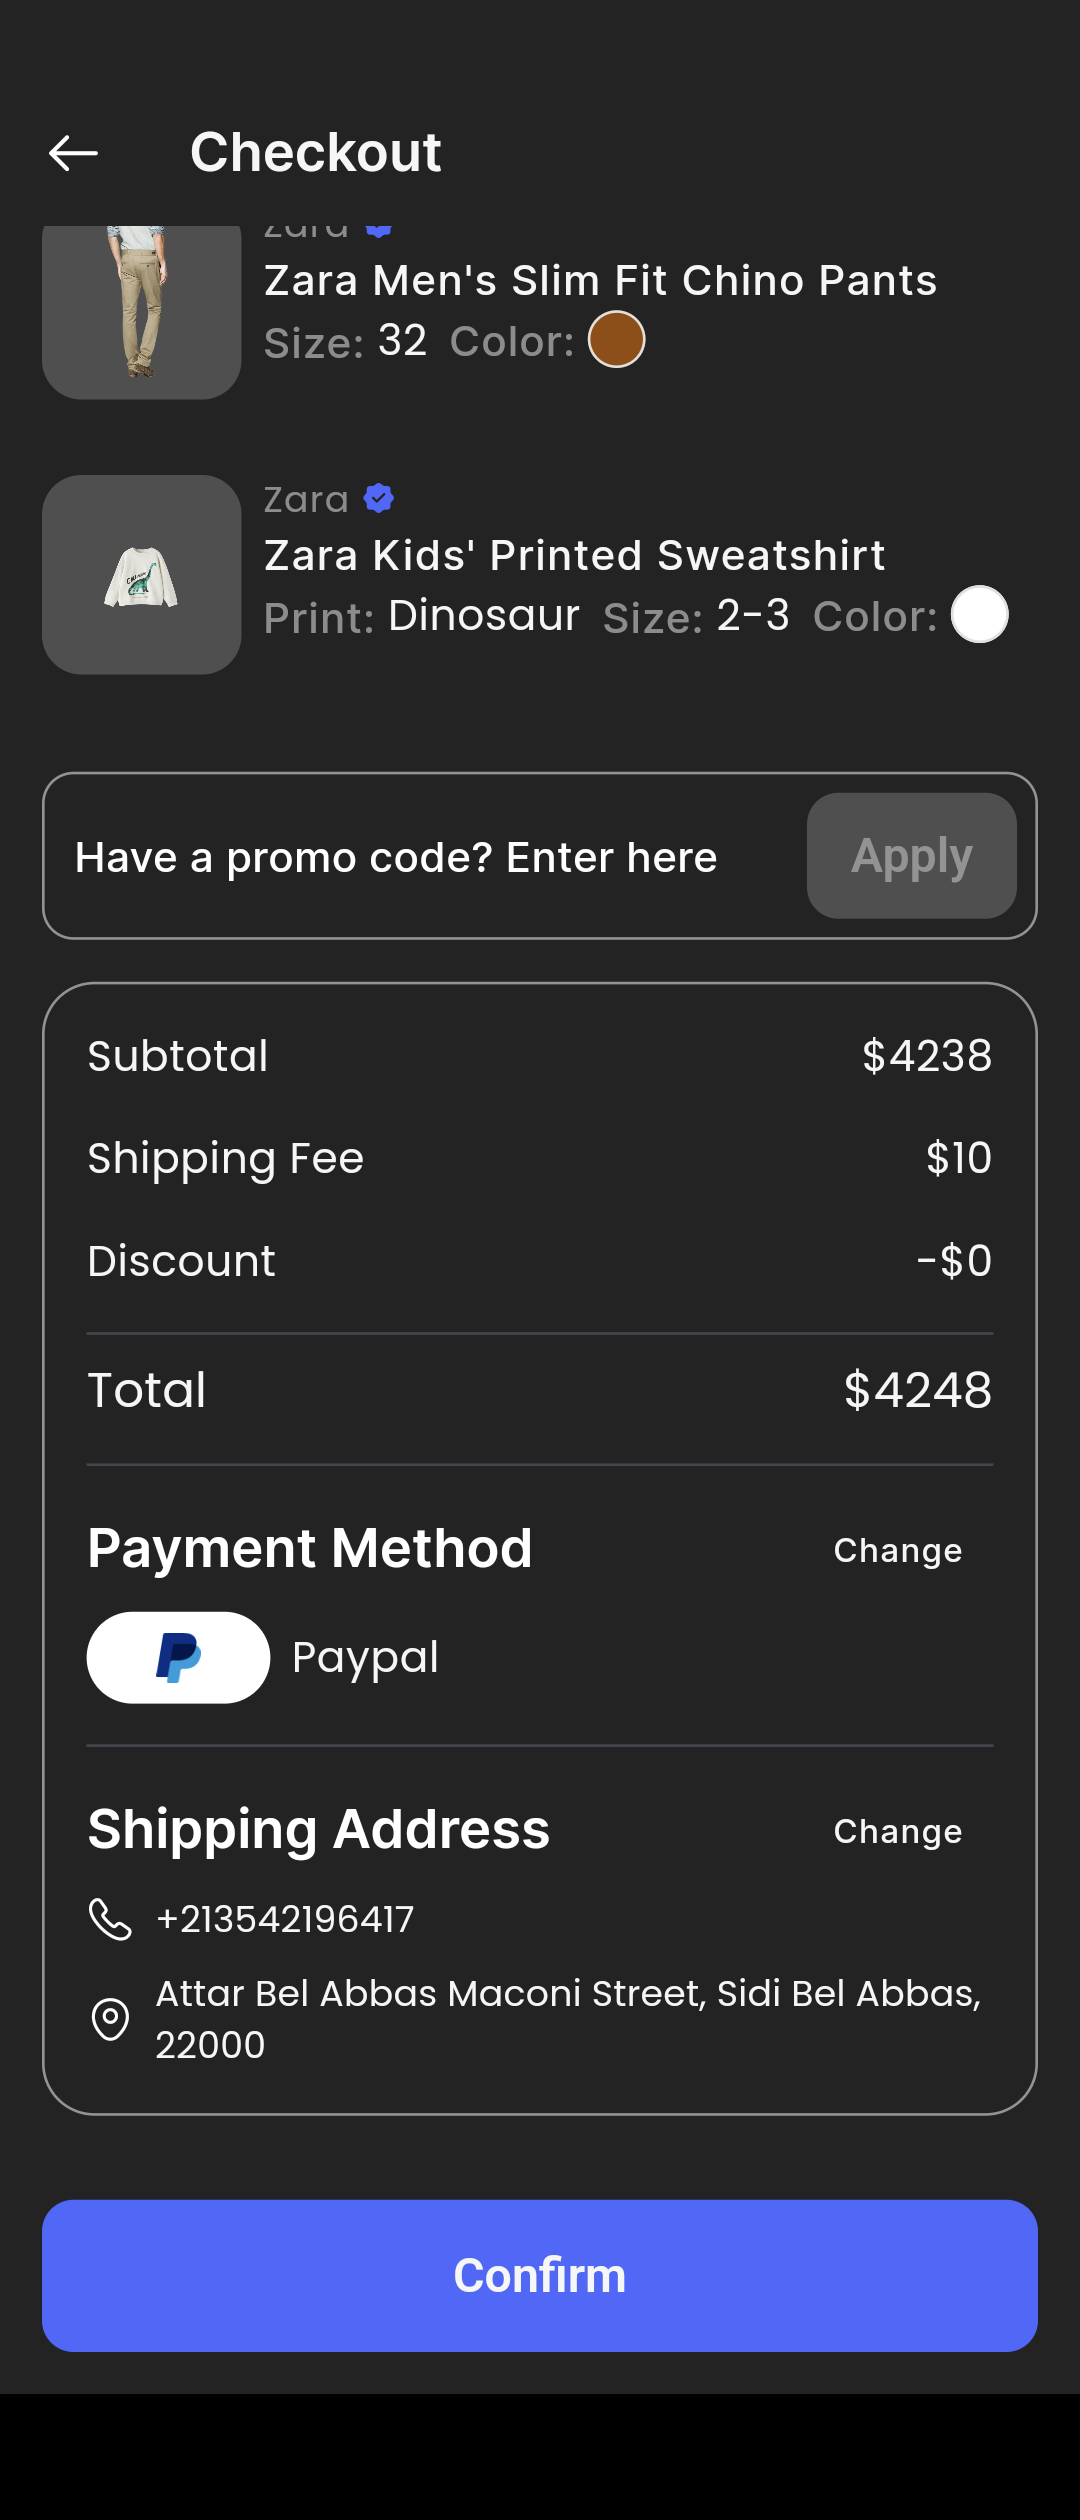 Checkout
Zara
Zara Men's Slim Fit Chino Pants
Size: 32 Color:
Zara
Zara Kids' Printed Sweatshirt
Print: Dinosaur Size: 2-3 Color:
Have a promo code? Enter here
Apply
Subtotal $4238
Shipping Fee $10
Discount -$0
Total $4248
Payment Method Change
Paypal
Shipping Address Change
+213542196417
Attar Bel Abbas Maconi Street, Sidi Bel Abbas,
22000
Confirm